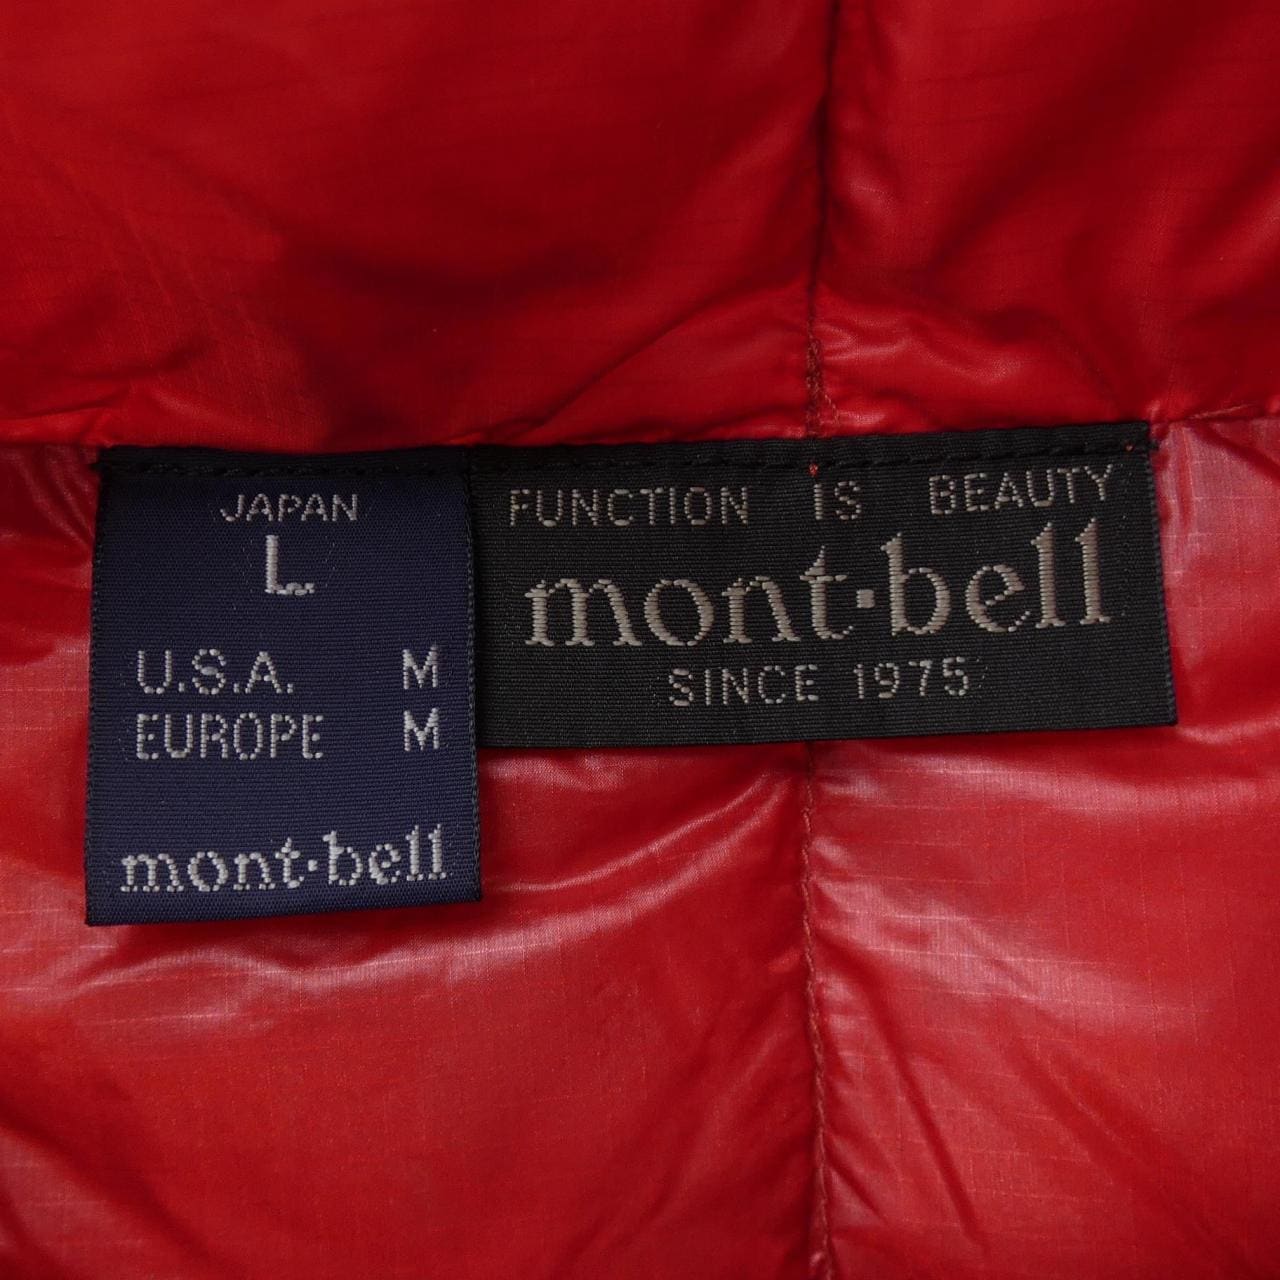 JAPAN
L
U.S.A. M
EUROPE M
mont·bell
FUNCTION IS BEAUTY
mont·bell
SINCE 1975